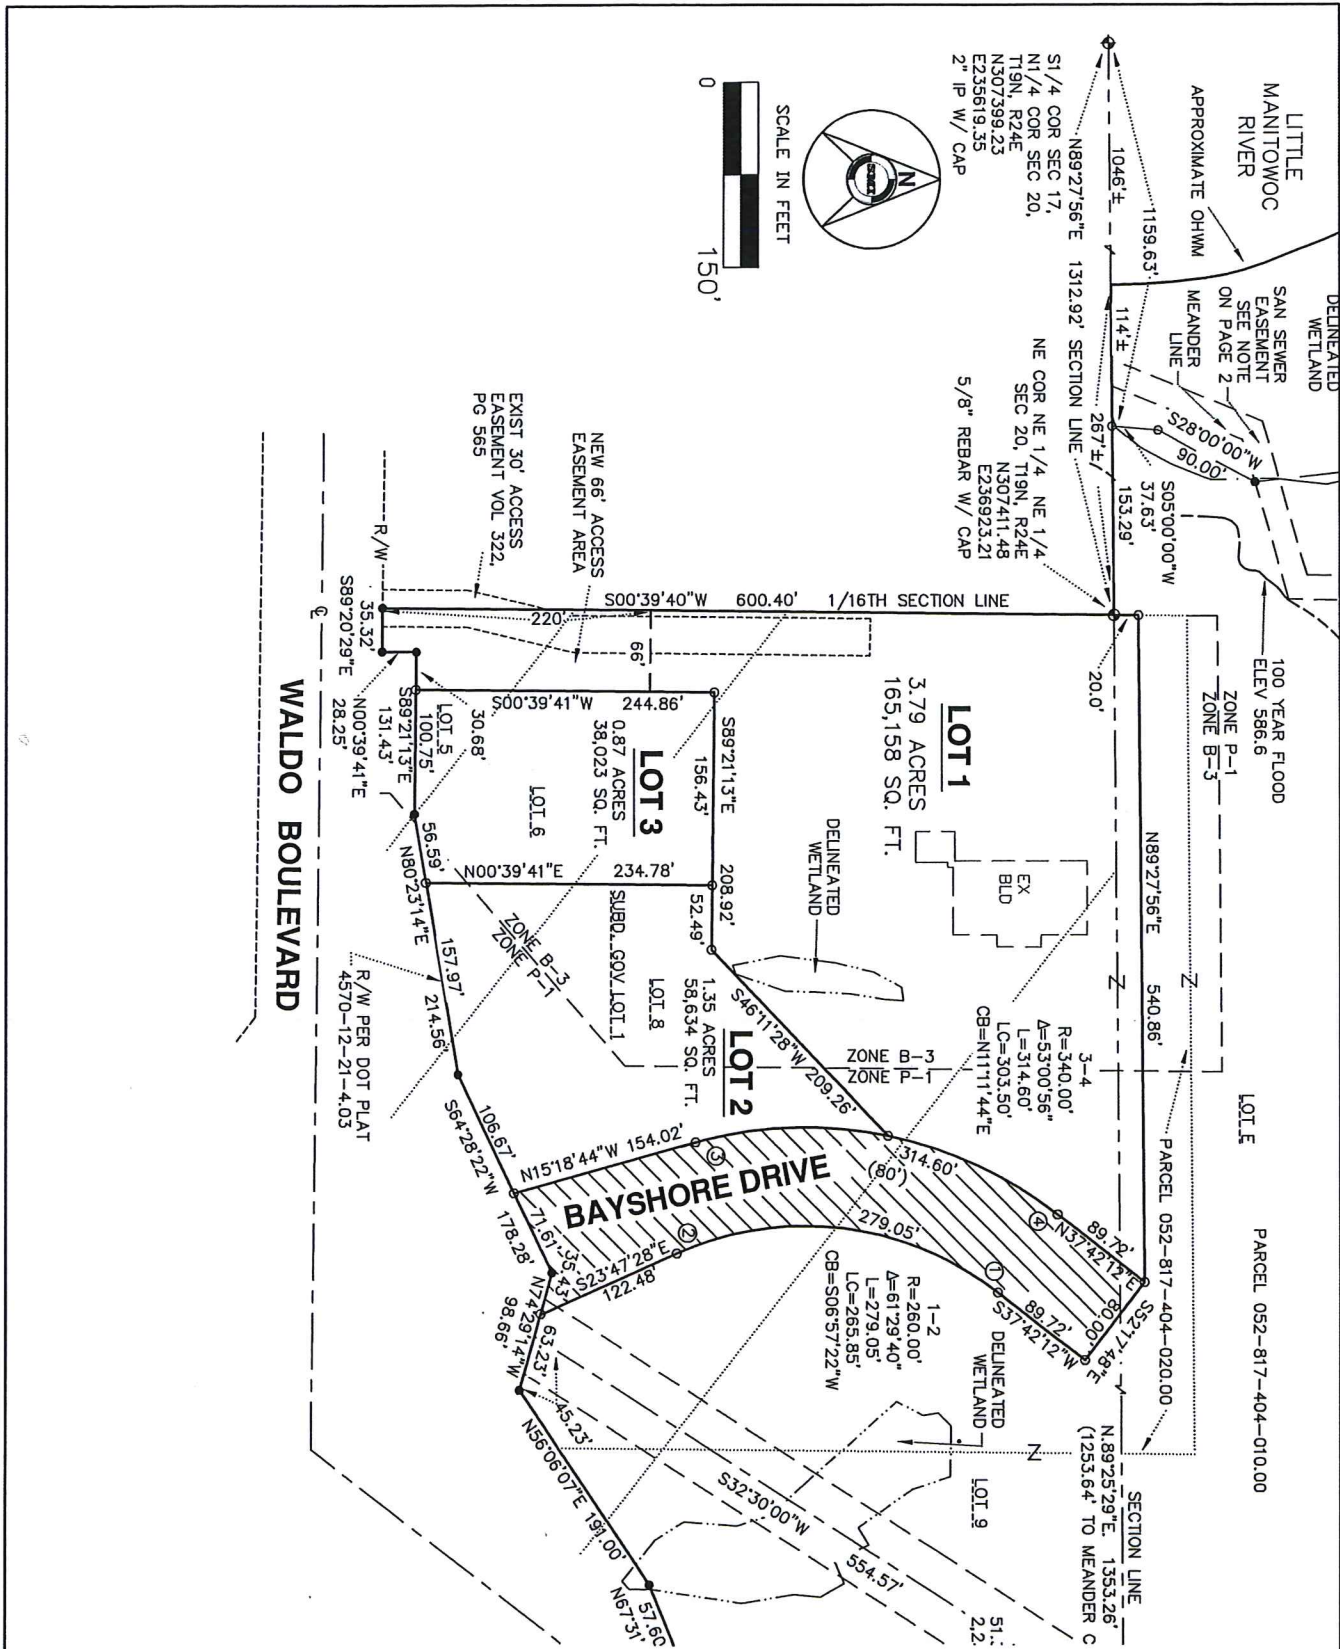 LITTLE
MANITOWOC
RIVER
APPROXIMATE OHWM
DELINEATED
WETLAND
SAN SEWER
EASEMENT
SEE NOTE
ON PAGE 2
MEANDER
LINE
S28°00'00"W
90.00'
S05°00'00"W
37.63'
153.29'
100 YEAR FLOOD
ELEV 586.6
1046'±
1159.63'
114'±
267'±
N89°27'56"E 1312.92' SECTION LINE
S1/4 COR SEC 17,
N1/4 COR SEC 20,
T19N, R24E
N307399.23
E235619.35
2" IP W/ CAP
NE COR NE 1/4 NE 1/4
SEC 20, T19N, R24E
N307411.48
E236923.21
5/8" REBAR W/ CAP
N
SMI
SCALE IN FEET
0
150'
ZONE P-1
ZONE B-3
20.0'
N89°27'56"E 540.86'
Z
Z
LOT E
PARCEL 052-817-404-010.00
PARCEL 052-817-404-020.00
SECTION LINE
N.89°25'29"E. 1353.26'
(1253.64' TO MEANDER C
LOT 1
3.79 ACRES
165,158 SQ. FT.
EX
BLD
DELINEATED
WETLAND
3-4
R=340.00'
Δ=53°00'56"
L=314.60'
LC=303.50'
CB=N11°11'44"E
ZONE B-3
ZONE P-1
89.72'
N37°42'12"E
S52°17'48"E
80.00'
89.72'
S37°42'12"W
314.60'
(80')
279.05'
4
1
3
2
BAYSHORE DRIVE
1-2
R=260.00'
Δ=61°29'40"
L=279.05'
LC=265.85'
CB=S06°57'22"W
DELINEATED
WETLAND
Z
LOT 9
S00°39'40"W 600.40' 1/16TH SECTION LINE
220'
66'
NEW 66' ACCESS
EASEMENT AREA
EXIST 30' ACCESS
EASEMENT VOL 322,
PG 565
R/W
S00°39'41"W 244.86'
S89°21'13"E 156.43'
208.92'
52.49'
LOT 3
0.87 ACRES
38,023 SQ. FT.
LOT 6
LOT 5
N00°39'41"E 234.78'
SUBD. GOV LOT 1
LOT 8
LOT 2
1.35 ACRES
58,634 SQ. FT.
S46°11'28"W 209.26'
ZONE B-3
ZONE P-1
N15°18'44"W 154.02'
S23°47'28"E
122.48'
35.32'
S89°20'29"E
N00°39'41"E
28.25'
30.68'
100.75'
S89°21'13"E
131.43'
56.59'
N80°23'14"E
157.97'
214.56'
106.67'
S64°28'22"W
71.61'
178.28'
35.43'
N74°29'14"W
63.23'
98.66'
45.23'
N56°06'07"E 191.00'
S32°30'00"W
554.57'
57.60
N67°31'
R/W PER DOT PLAT
4570-12-21-4.03
WALDO BOULEVARD